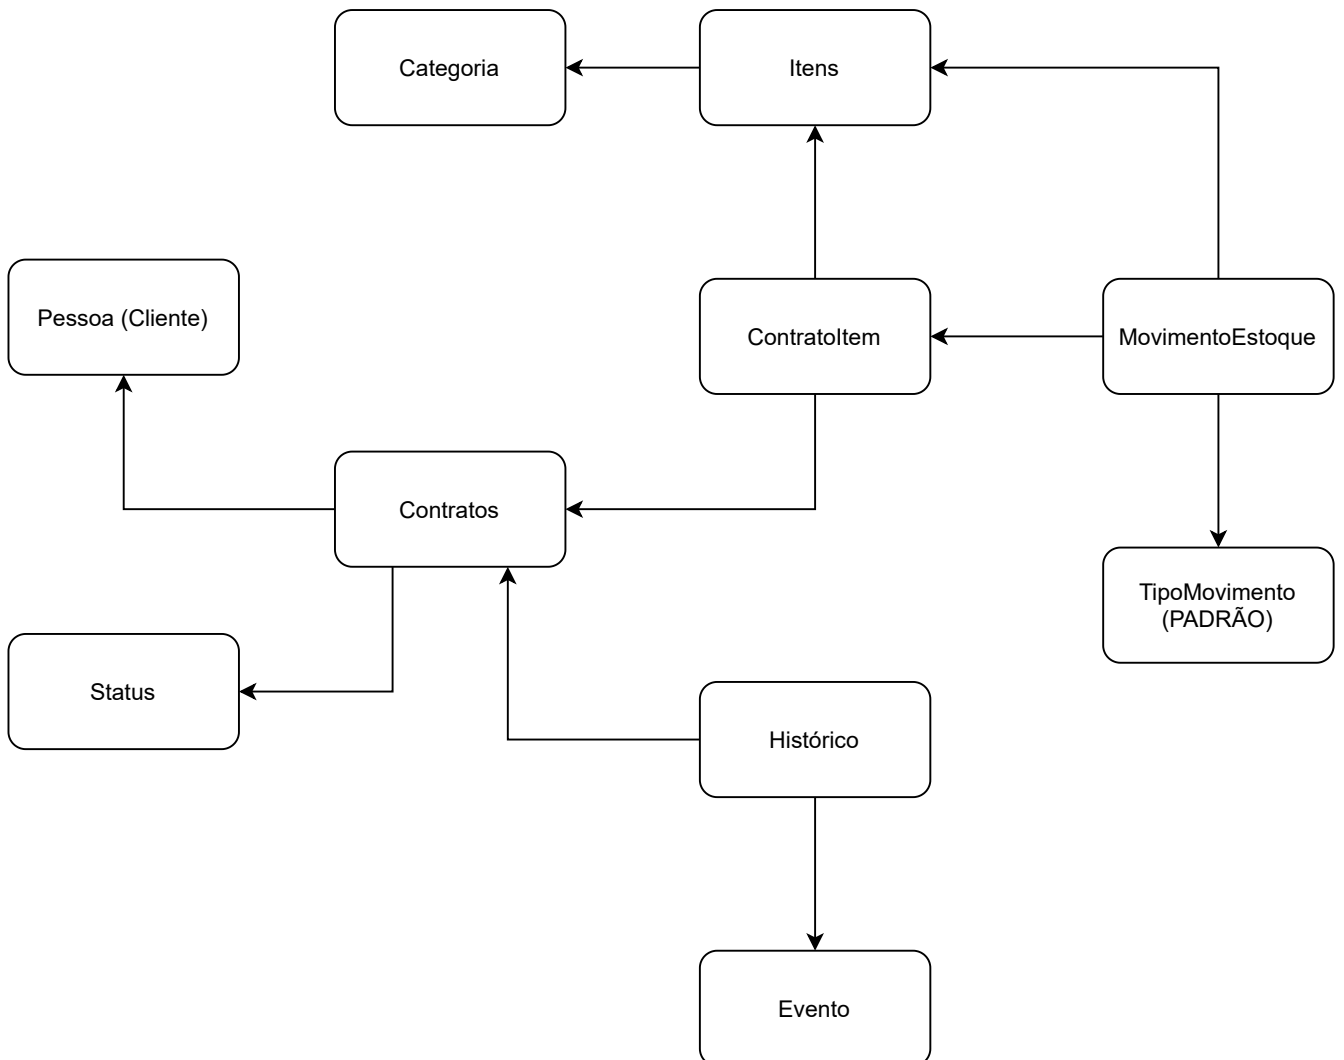 Categoria
Itens
Pessoa (Cliente)
ContratoItem
MovimentoEstoque
Contratos
TipoMovimento
(PADRÃO)
Status
Histórico
Evento